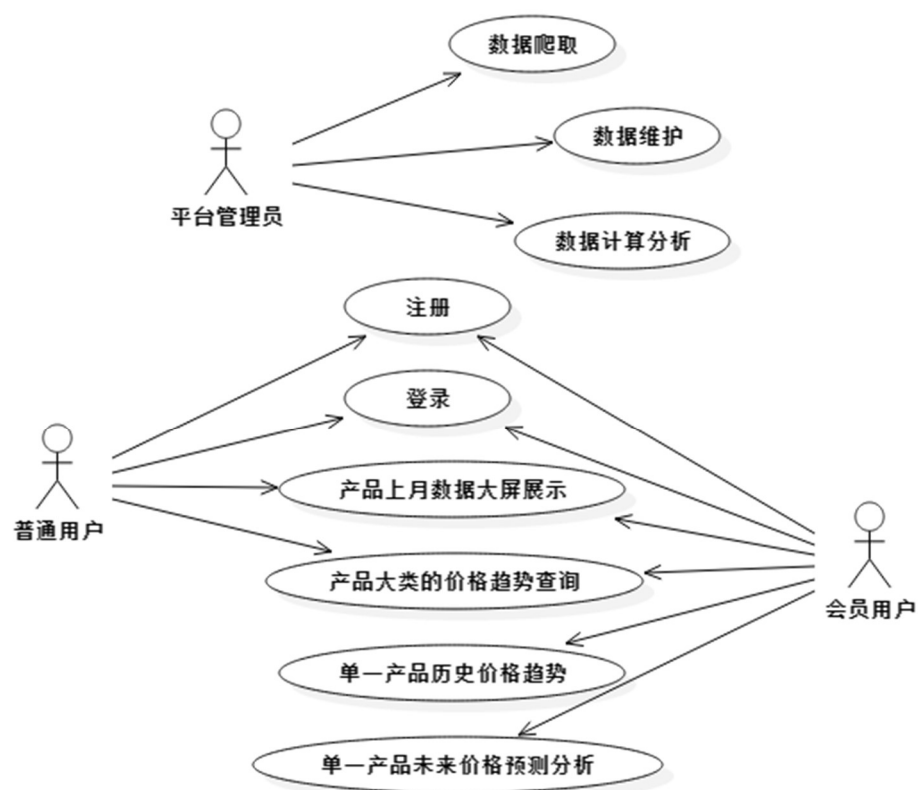 数据爬取
数据维护
平台管理员
数据计算分析
注册
登录
产品上月数据大屏展示
普通用户
产品大类的价格趋势查询
会员用户
单一产品历史价格趋势
单一产品未来价格预测分析